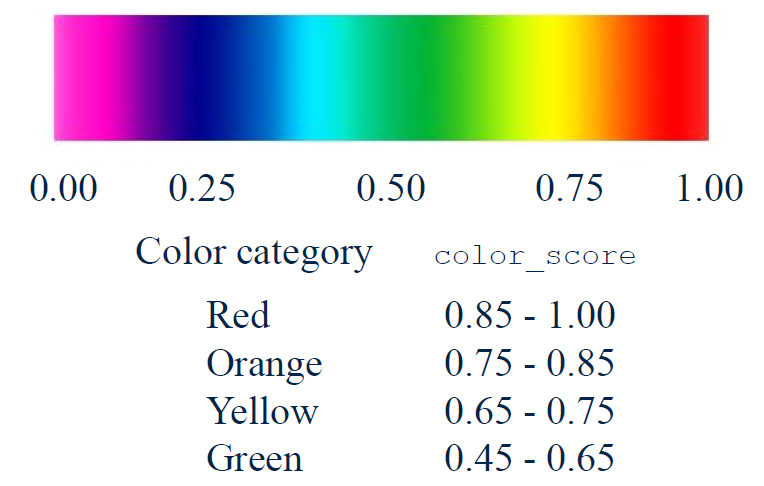 0.00 0.25 0.50 0.75 1.00
Color category color_score
Red 0.85 - 1.00
Orange 0.75 - 0.85
Yellow 0.65 - 0.75
Green 0.45 - 0.65